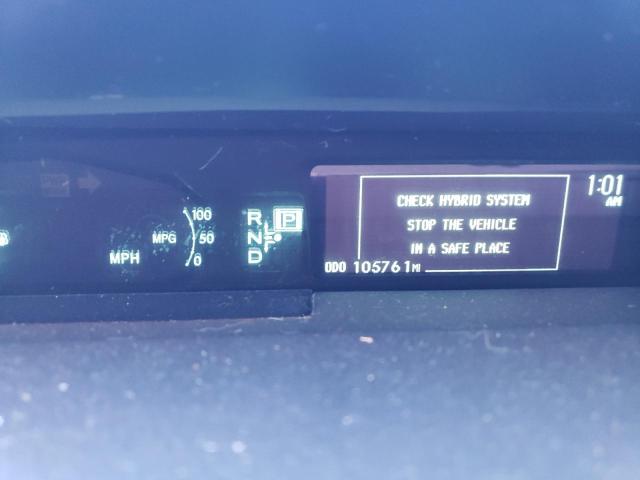 100
MPG 50
0
MPH
R P
N
D
CHECK HYBRID SYSTEM
STOP THE VEHICLE
IN A SAFE PLACE
ODO 105761MI
1:01
AM